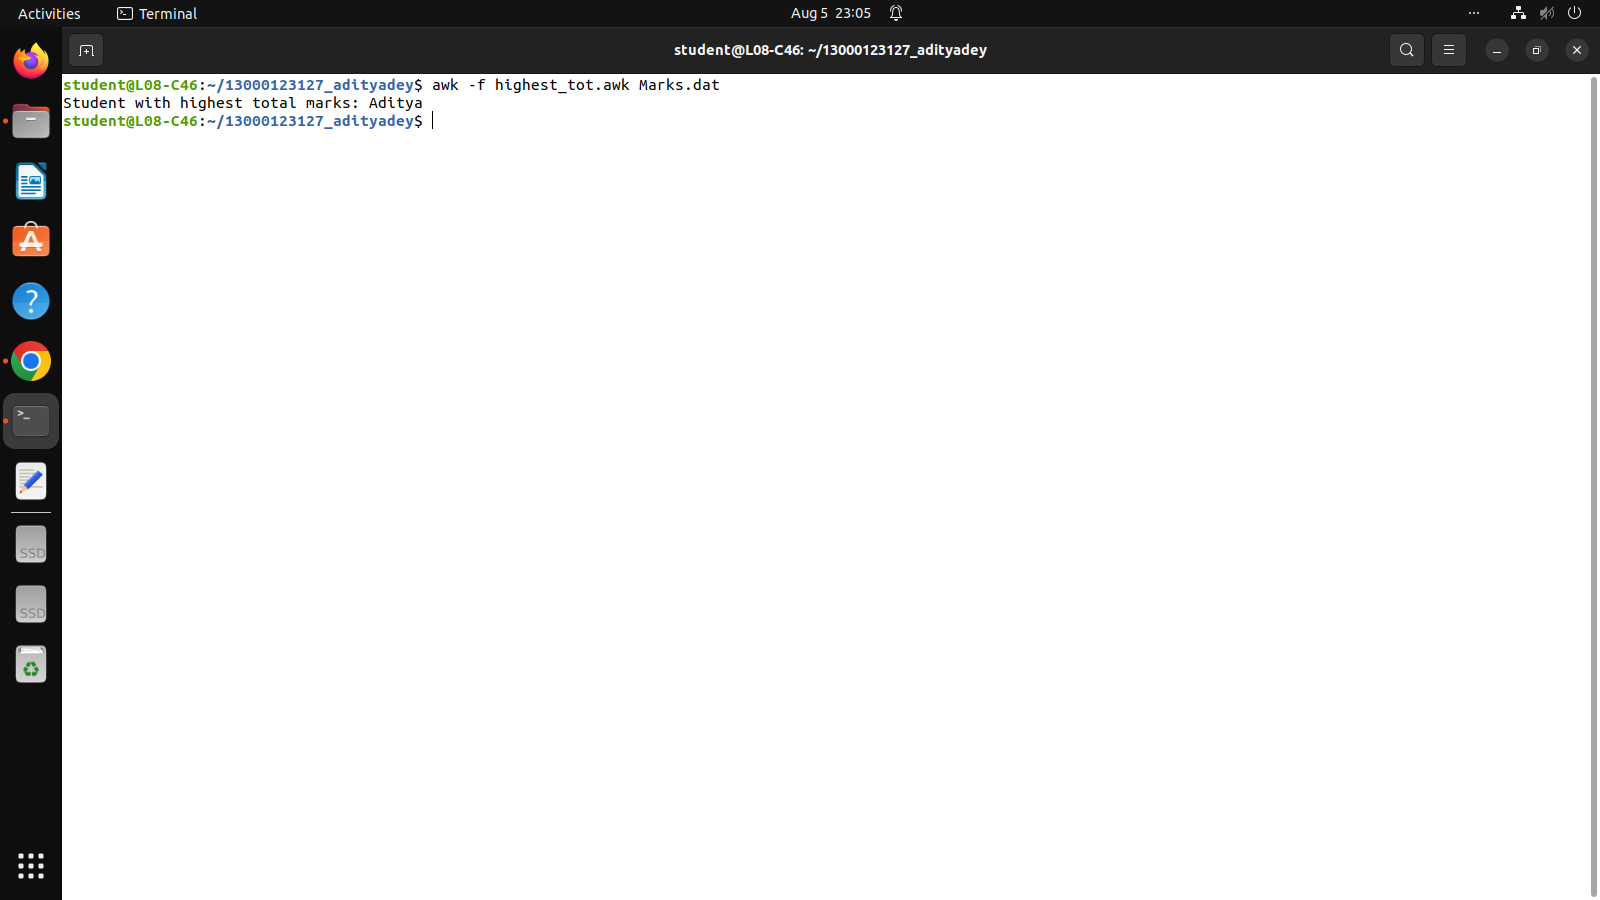 Activities Terminal Aug 5 23:05
student@L08-C46: ~/13000123127_adityadey
student@L08-C46:~/13000123127_adityadey$ awk -f highest_tot.awk Marks.dat
Student with highest total marks: Aditya
student@L08-C46:~/13000123127_adityadey$
SSD
SSD